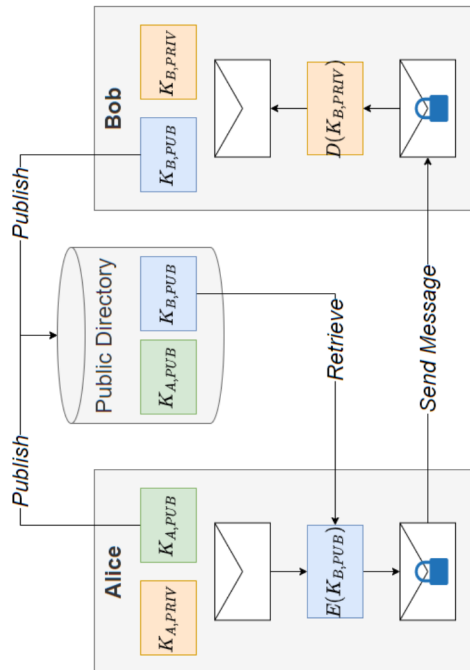 Publish
Publish
Alice
Public Directory
Bob
K_{A,PRIV}
K_{A,PUB}
K_{A,PUB}
K_{B,PUB}
K_{B,PUB}
K_{B,PRIV}
E(K_{B,PUB})
Retrieve
D(K_{B,PRIV})
Send Message